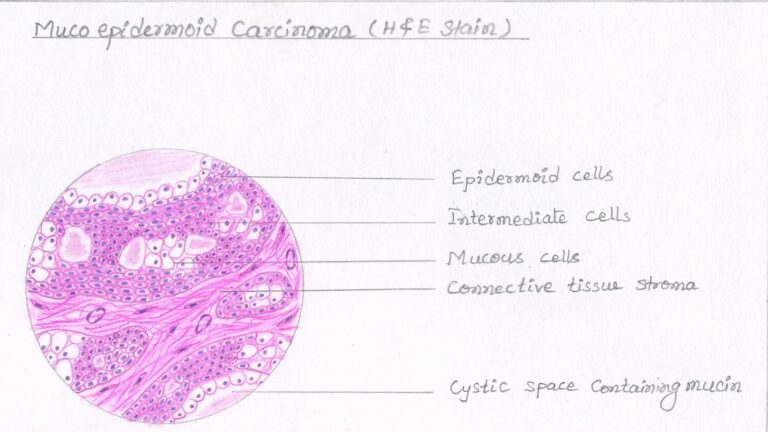 Muco epidermoid Carcinoma (H&E Stain)
Epidermoid cells
Intermediate cells
Mucous cells
Connective tissue stroma
Cystic space Containing mucin